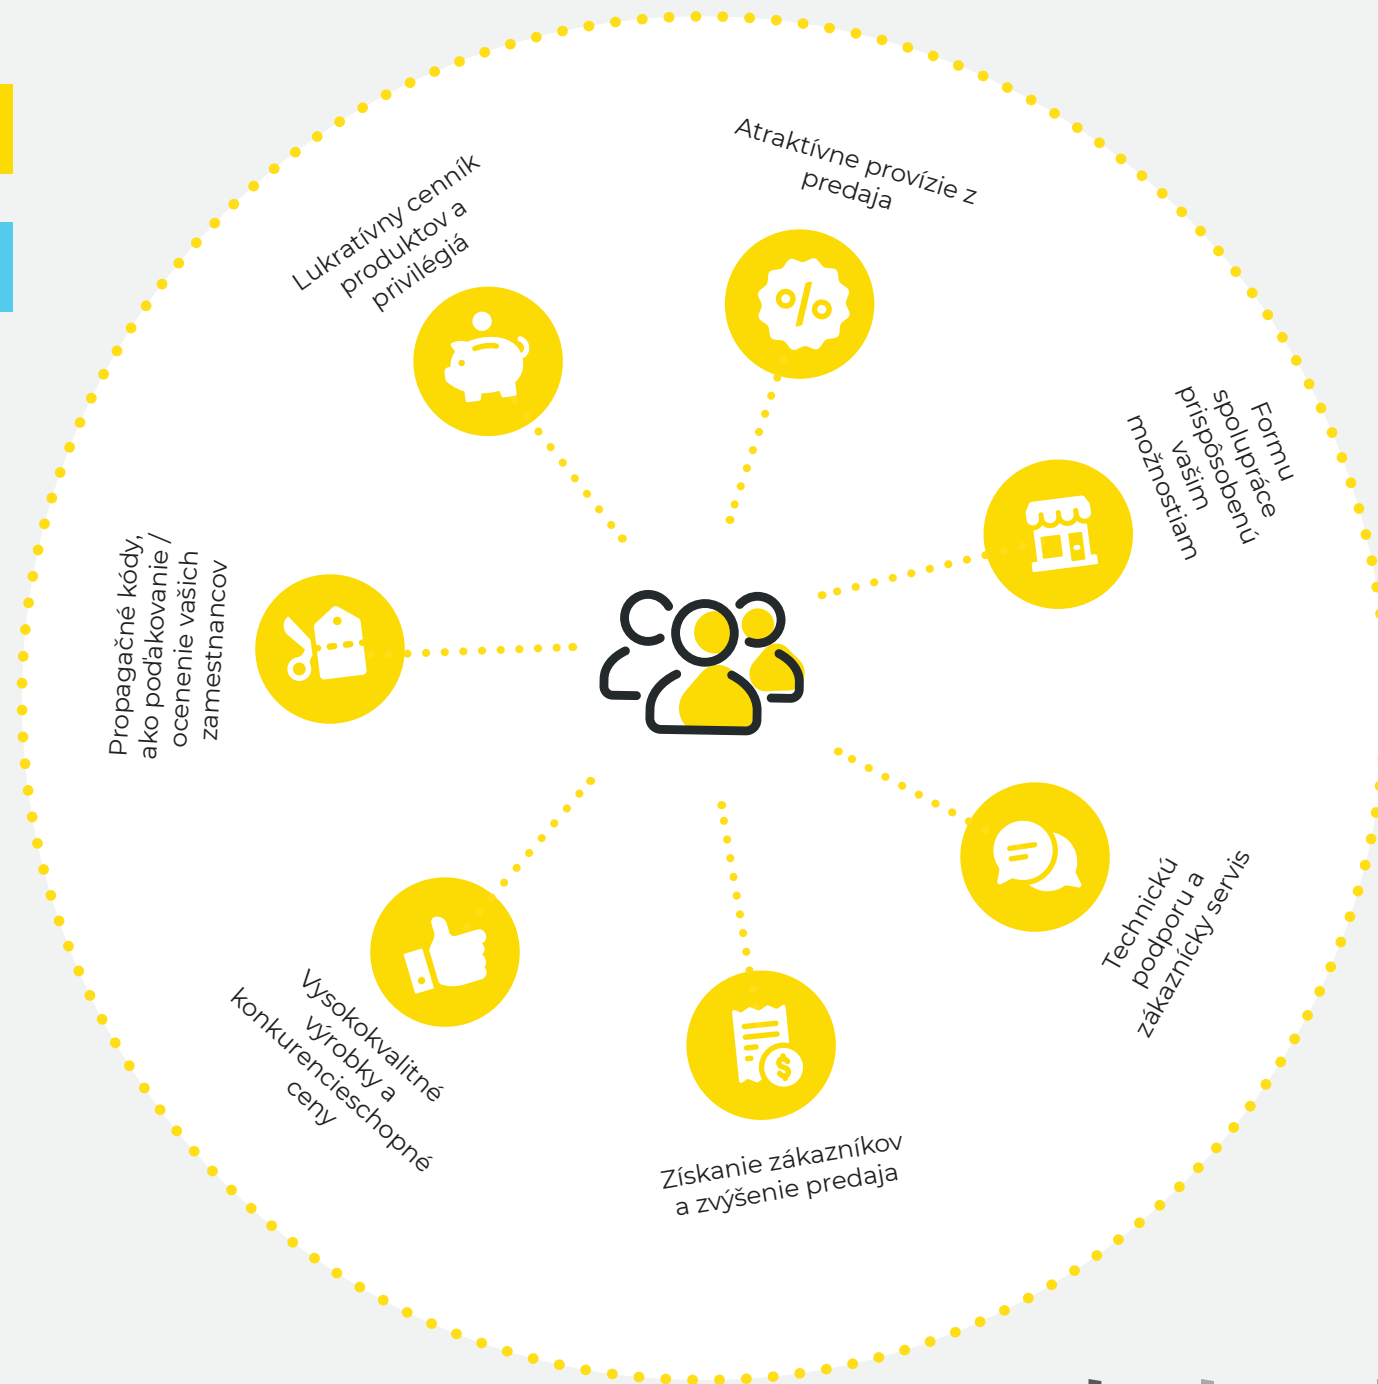 Atraktívne provízie z
predaja
Formu
spolupráce
prispôsobenú
vašim
možnostiam
Technickú
podporu a
zákaznícky servis
Získanie zákazníkov
a zvýšenie predaja
Vysokokvalitné
výrobky a
konkurencieschopné
ceny
Propagačné kódy,
ako poďakovanie /
ocenenie vašich
zamestnancov
Lukratívny cenník
produktov a
privilégiá